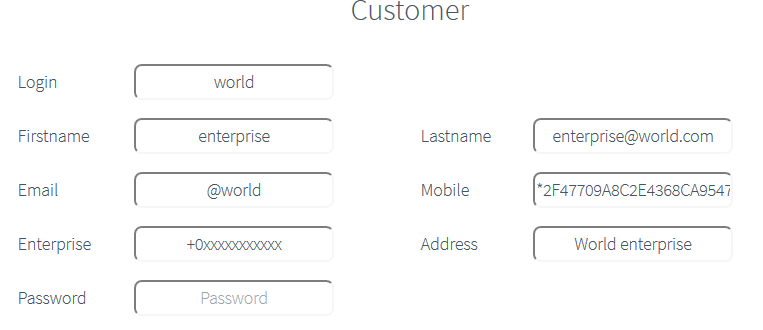 Customer
Login world
Firstname enterprise Lastname enterprise@world.com
Email @world Mobile *2F47709A8C2E4368CA9547
Enterprise +0xxxxxxxxxxx Address World enterprise
Password Password